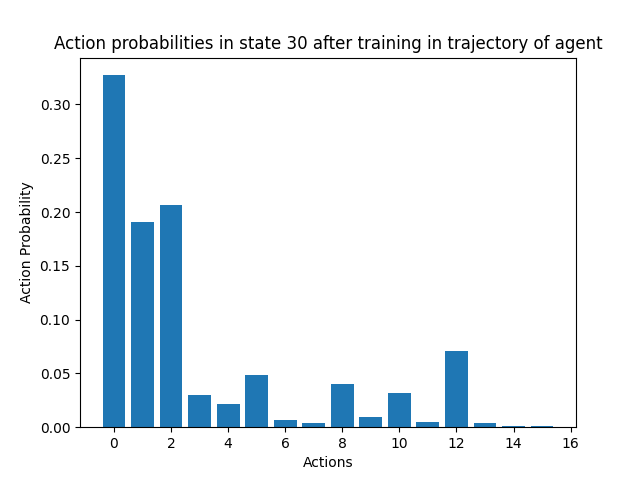 Action probabilities in state 30 after training in trajectory of agent
0.30
0.25
0.20
0.15
0.10
0.05
0.00
Action Probability
0 2 4 6 8 10 12 14 16
Actions